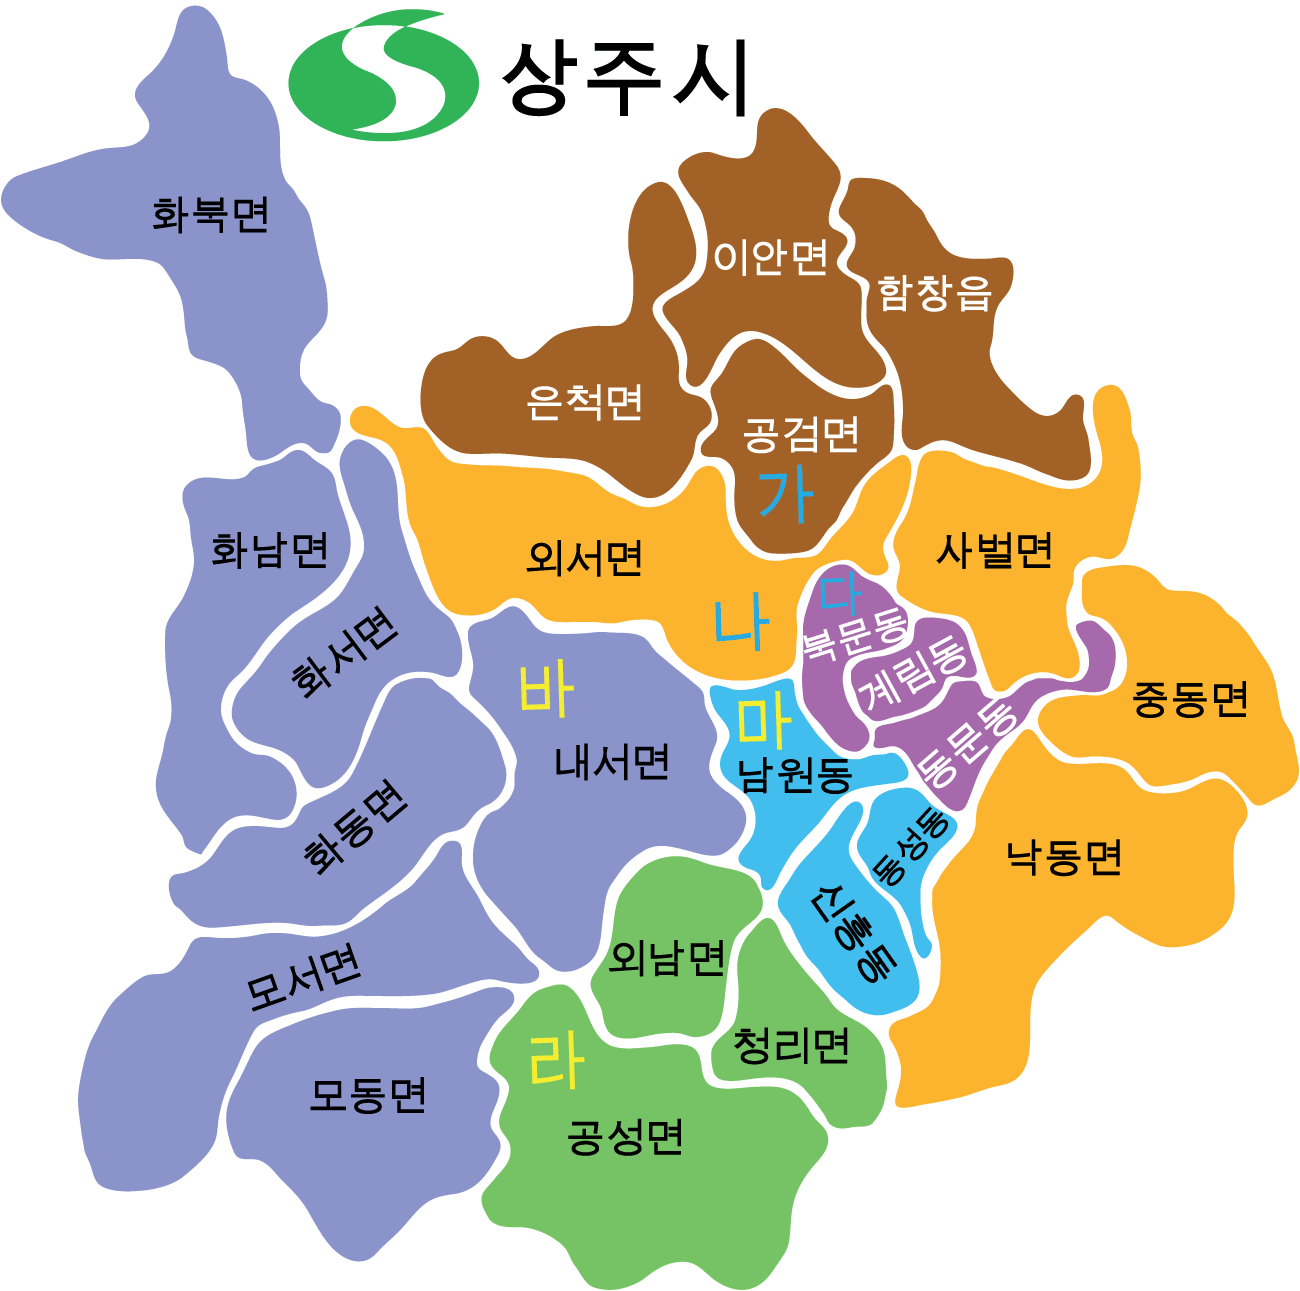 상주시
화북면
이안면
함창읍
은척면
공검면
가
화남면
외서면
사벌면
다
나
북문동
화서면
계림동
바
마
중동면
동문동
내서면
남원동
화동면
동성동
낙동면
신흥동
외남면
모서면
청리면
라
모동면
공성면